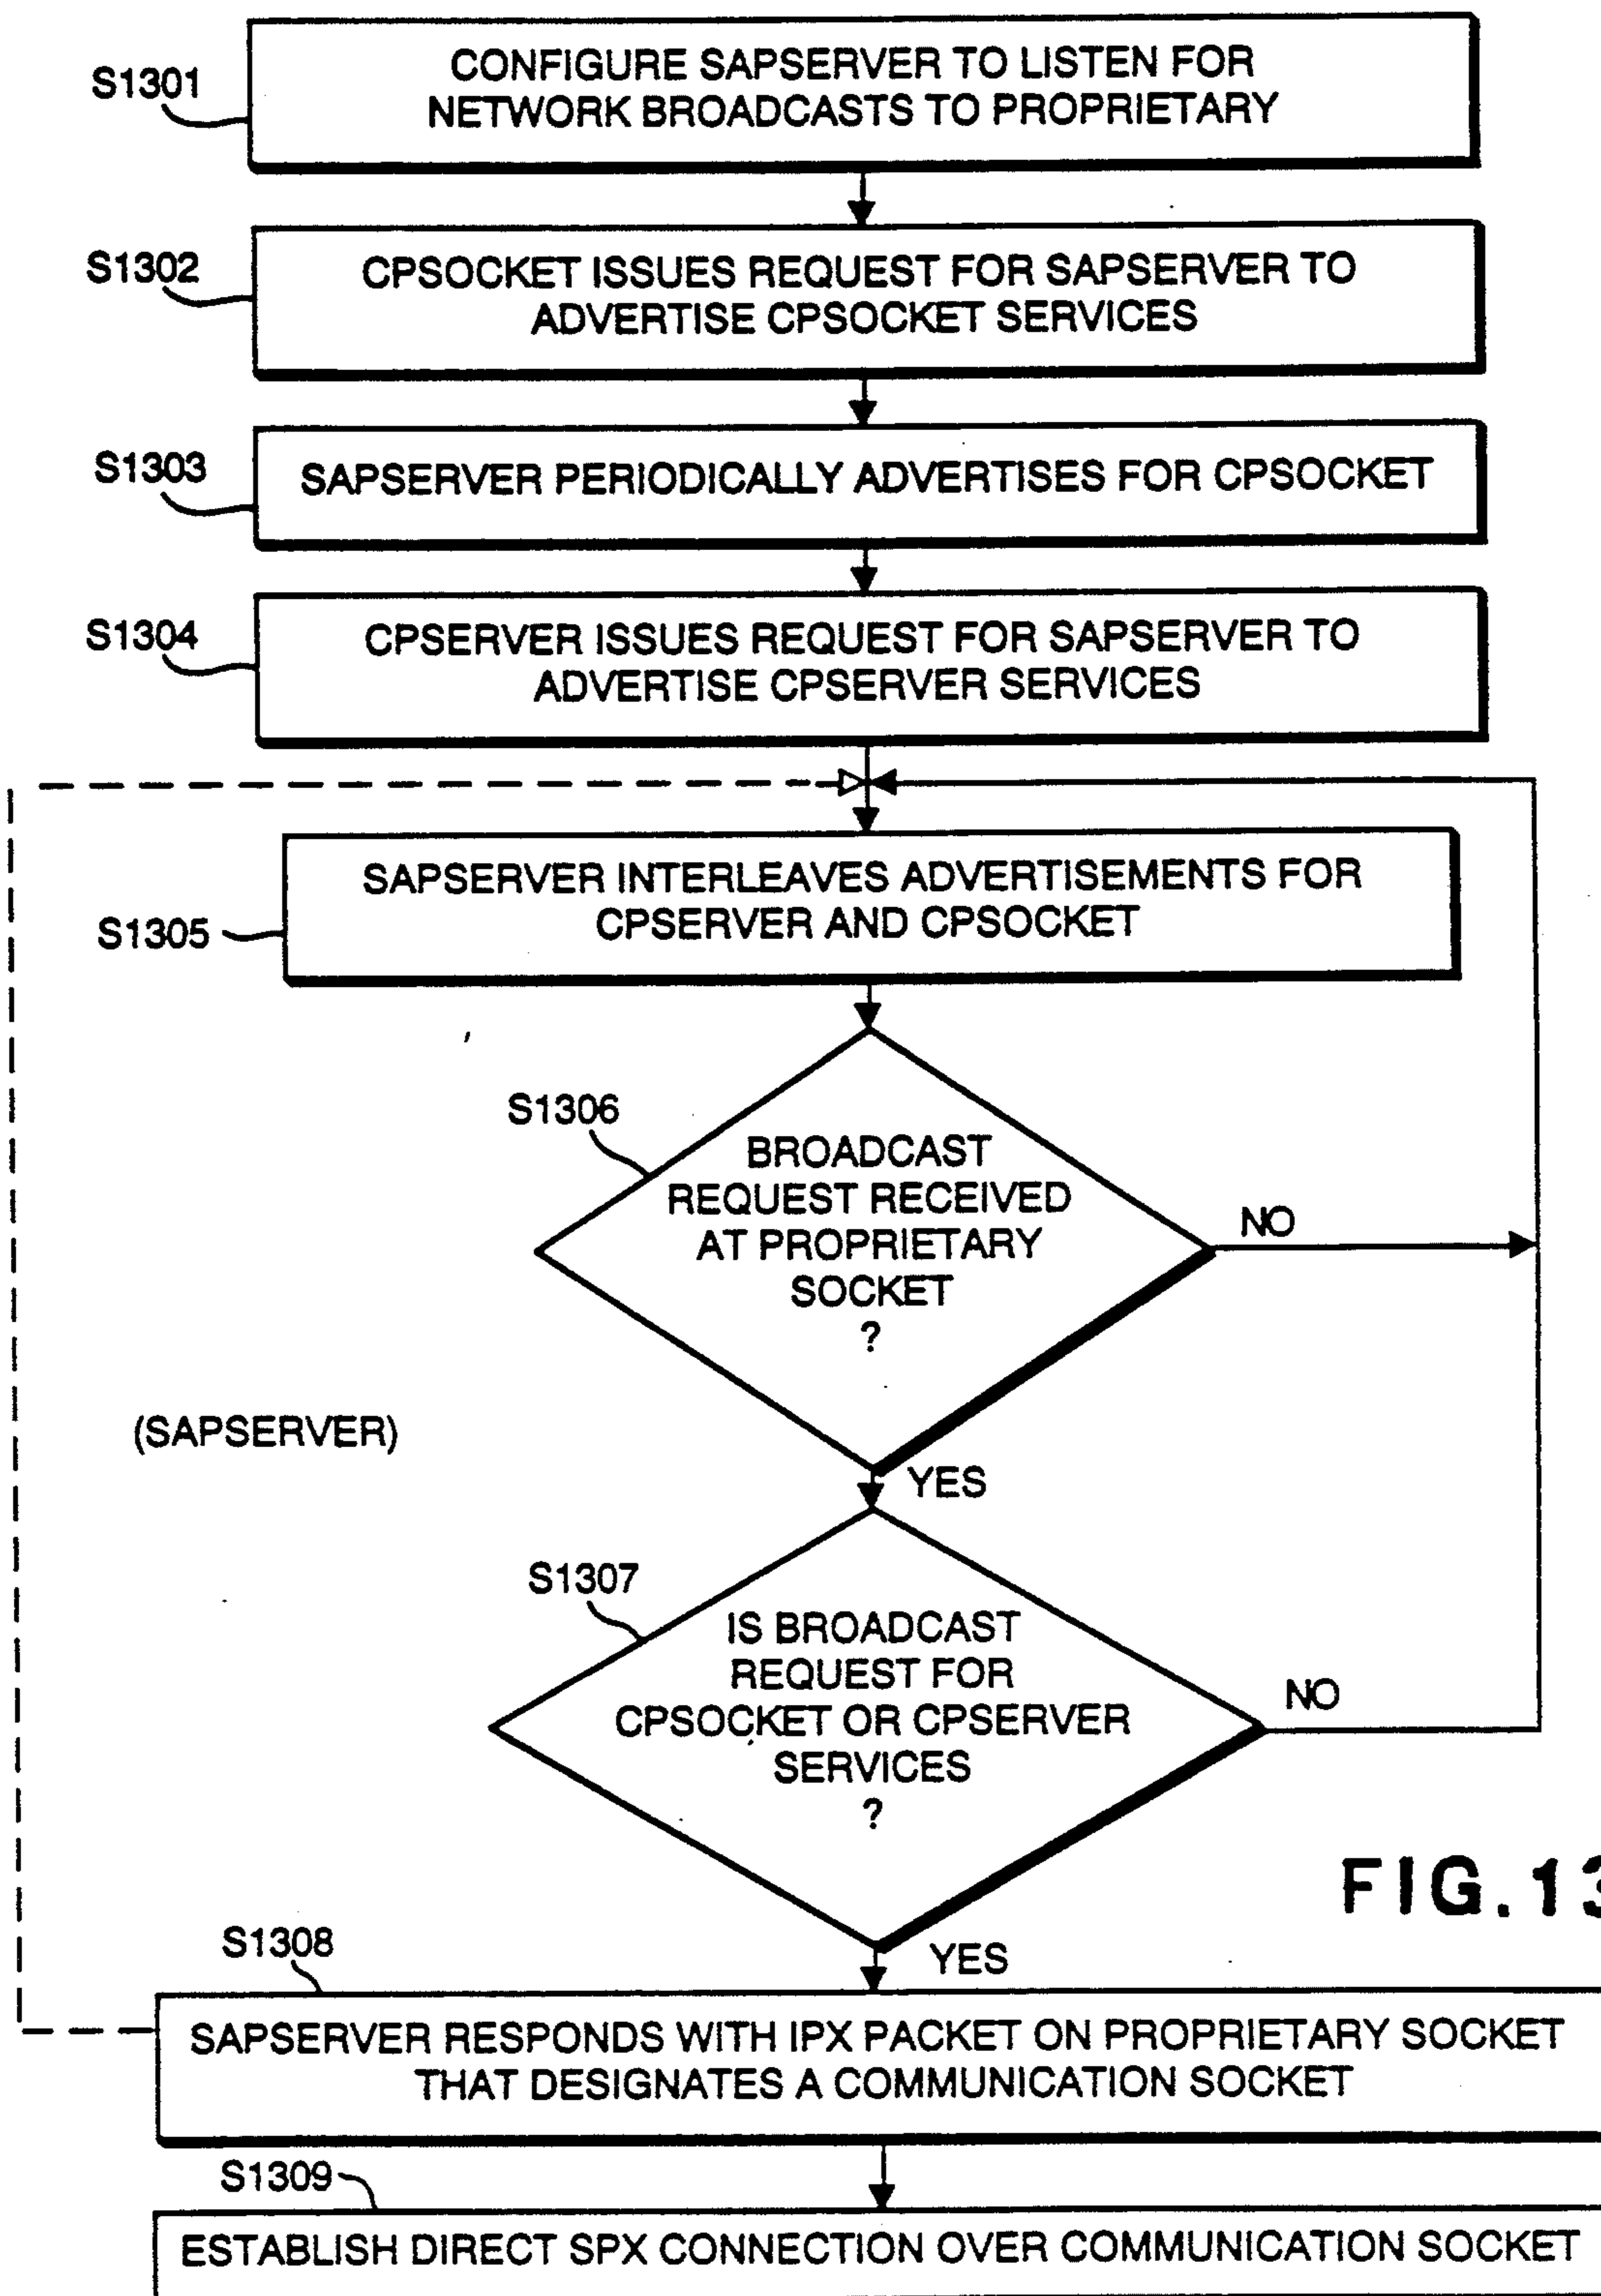 S1301
CONFIGURE SAPSERVER TO LISTEN FOR
NETWORK BROADCASTS TO PROPRIETARY
S1302
CPSOCKET ISSUES REQUEST FOR SAPSERVER TO
ADVERTISE CPSOCKET SERVICES
S1303
SAPSERVER PERIODICALLY ADVERTISES FOR CPSOCKET
S1304
CPSERVER ISSUES REQUEST FOR SAPSERVER TO
ADVERTISE CPSERVER SERVICES
S1305
SAPSERVER INTERLEAVES ADVERTISEMENTS FOR
CPSERVER AND CPSOCKET
S1306
BROADCAST
REQUEST RECEIVED
AT PROPRIETARY
SOCKET
?
NO
(SAPSERVER)
YES
S1307
IS BROADCAST
REQUEST FOR
CPSOCKET OR CPSERVER
SERVICES
?
NO
FIG.13
YES
S1308
SAPSERVER RESPONDS WITH IPX PACKET ON PROPRIETARY SOCKET
THAT DESIGNATES A COMMUNICATION SOCKET
S1309
ESTABLISH DIRECT SPX CONNECTION OVER COMMUNICATION SOCKET